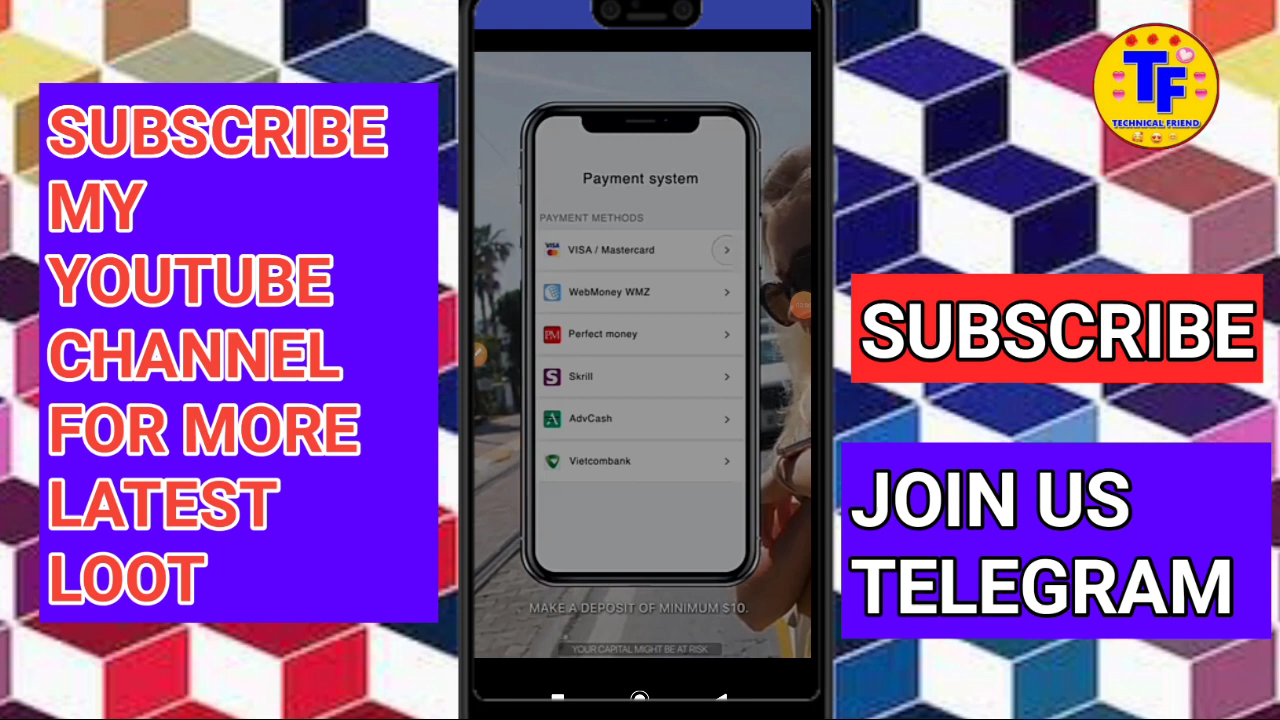 SUBSCRIBE
MY
YOUTUBE
CHANNEL
FOR MORE
LATEST
LOOT
Payment system
PAYMENT METHODS
VISA
VISA / Mastercard
WebMoney WMZ
PM
Perfect money
S
Skrill
AdvCash
Vietcombank
MAKE A DEPOSIT OF MINIMUM $10.
YOUR CAPITAL MIGHT BE AT RISK
TF
TECHNICAL FRIEND
SUBSCRIBE
JOIN US
TELEGRAM